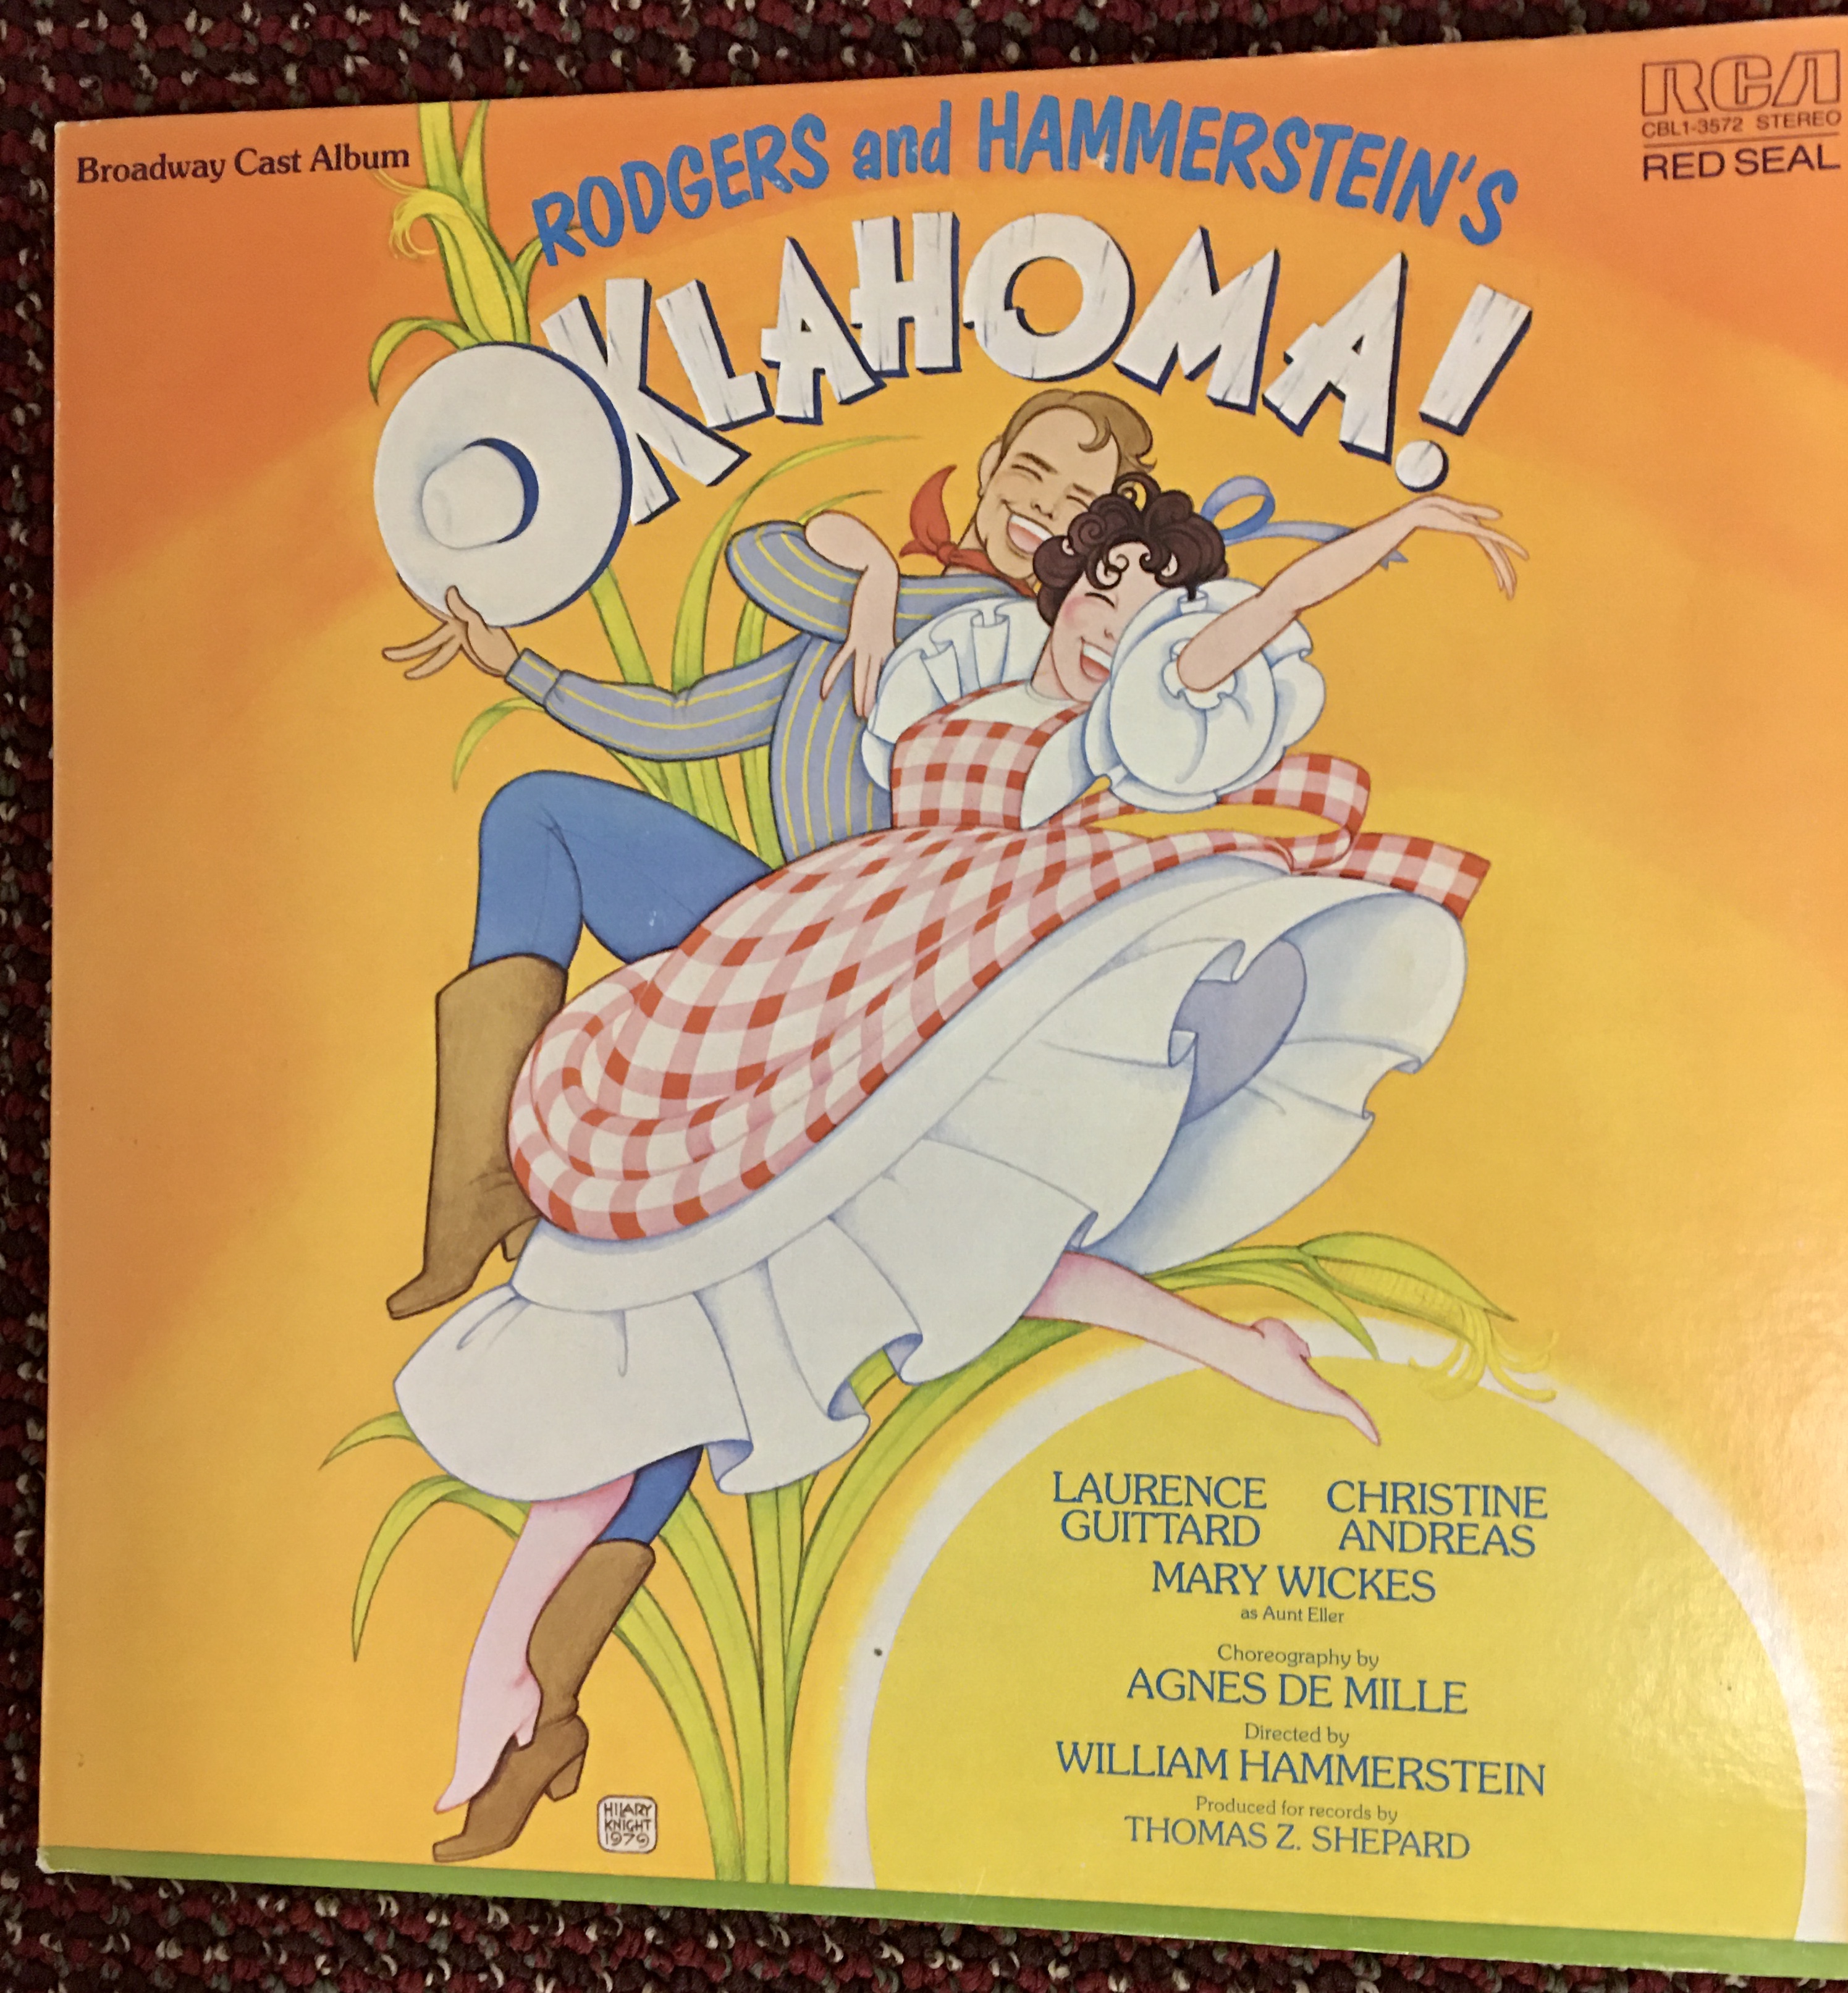 Broadway Cast Album
RODGERS and HAMMERSTEIN'S
OKLAHOMA!
RCA
CBL1-3572 STEREO
RED SEAL
LAURENCE GUITTARD
CHRISTINE ANDREAS
MARY WICKES
as Aunt Eller
Choreography by
AGNES DE MILLE
Directed by
WILLIAM HAMMERSTEIN
Produced for records by
THOMAS Z. SHEPARD
HILARY
KNIGHT
1979